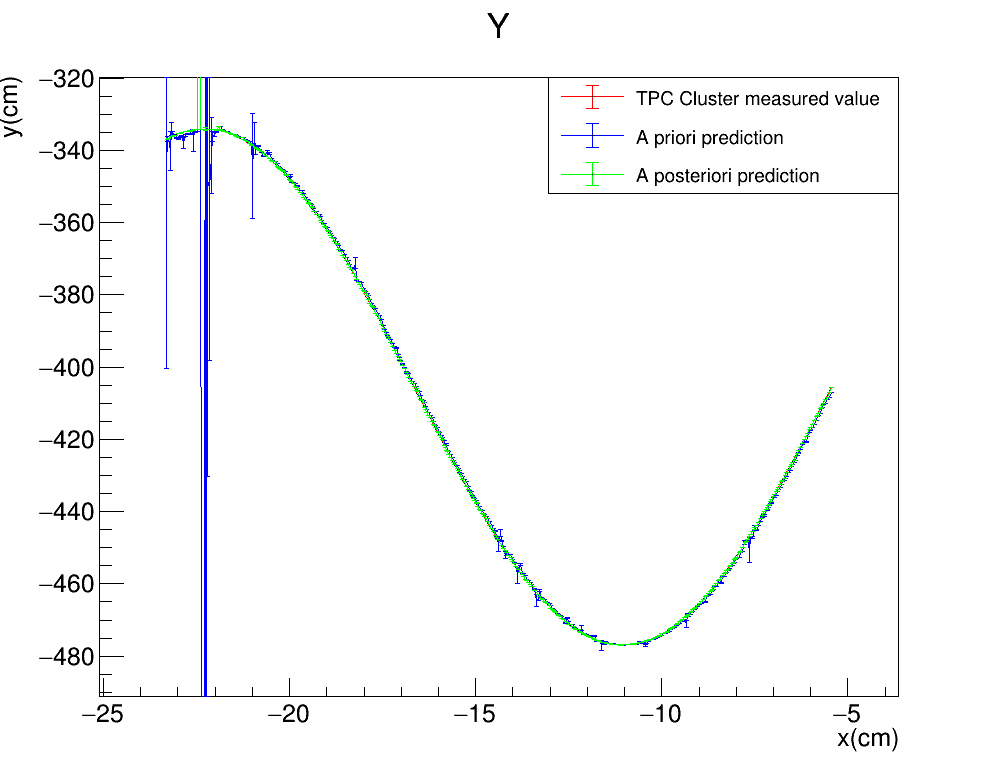 Y
y(cm)
−320
−340
−360
−380
−400
−420
−440
−460
−480
TPC Cluster measured value
A priori prediction
A posteriori prediction
−25
−20
−15
−10
−5
x(cm)